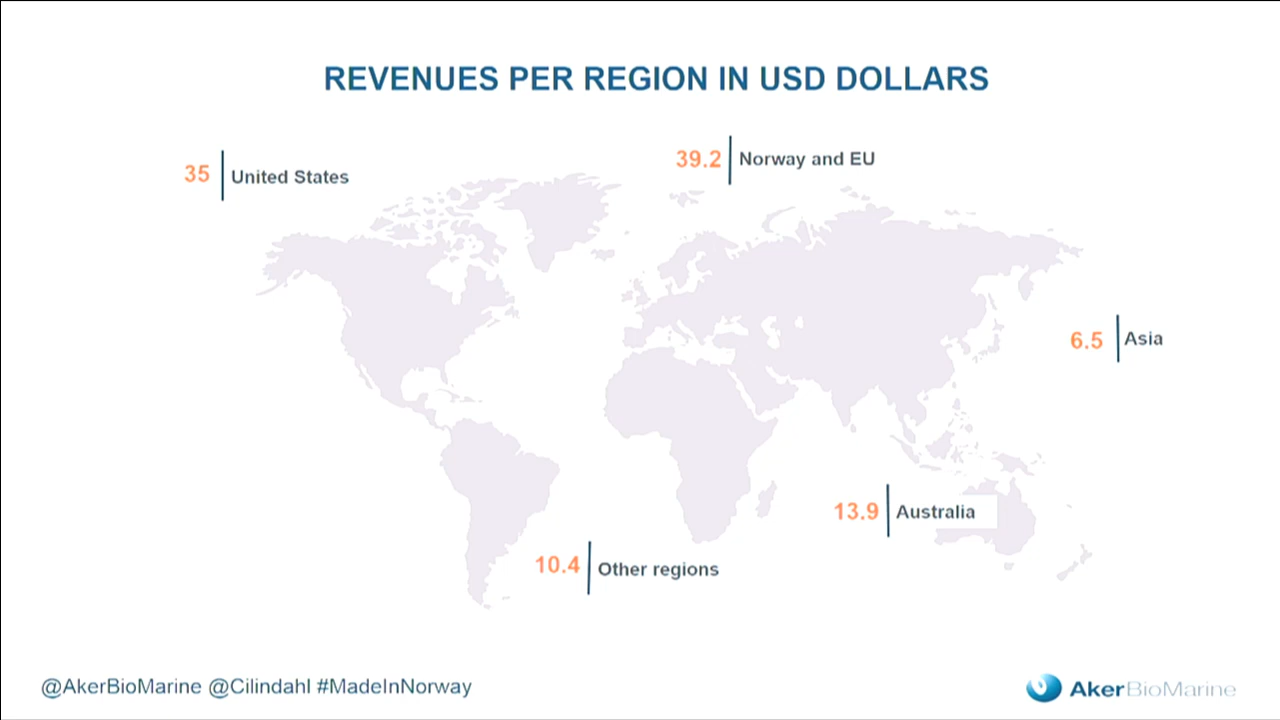 REVENUES PER REGION IN USD DOLLARS
35 United States
39.2 Norway and EU
6.5 Asia
13.9 Australia
10.4 Other regions
@AkerBioMarine @Cilindahl #MadeInNorway
AkerBioMarine